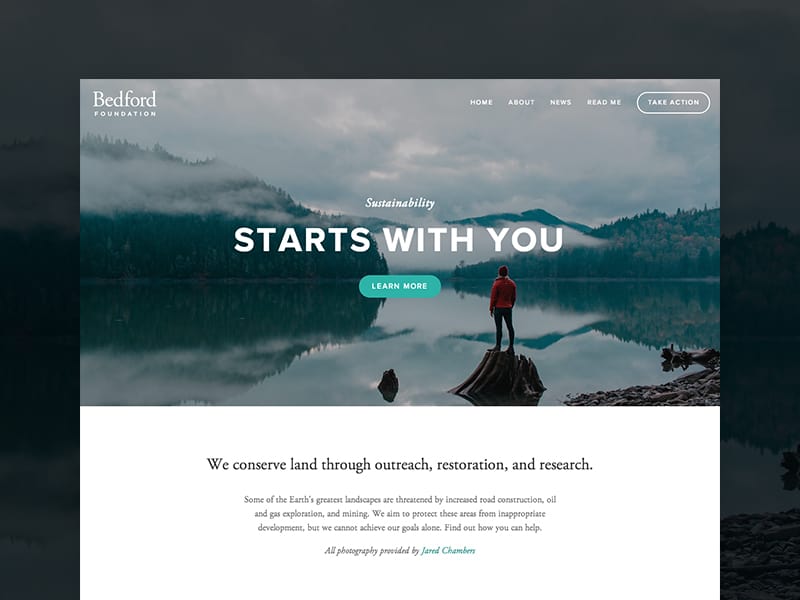 Bedford
FOUNDATION
HOME ABOUT NEWS READ ME TAKE ACTION
Sustainability
STARTS WITH YOU
LEARN MORE
We conserve land through outreach, restoration, and research.
Some of the Earth's greatest landscapes are threatened by increased road construction, oil
and gas exploration, and mining. We aim to protect these areas from inappropriate
development, but we cannot achieve our goals alone. Find out how you can help.
All photography provided by Jared Chambers